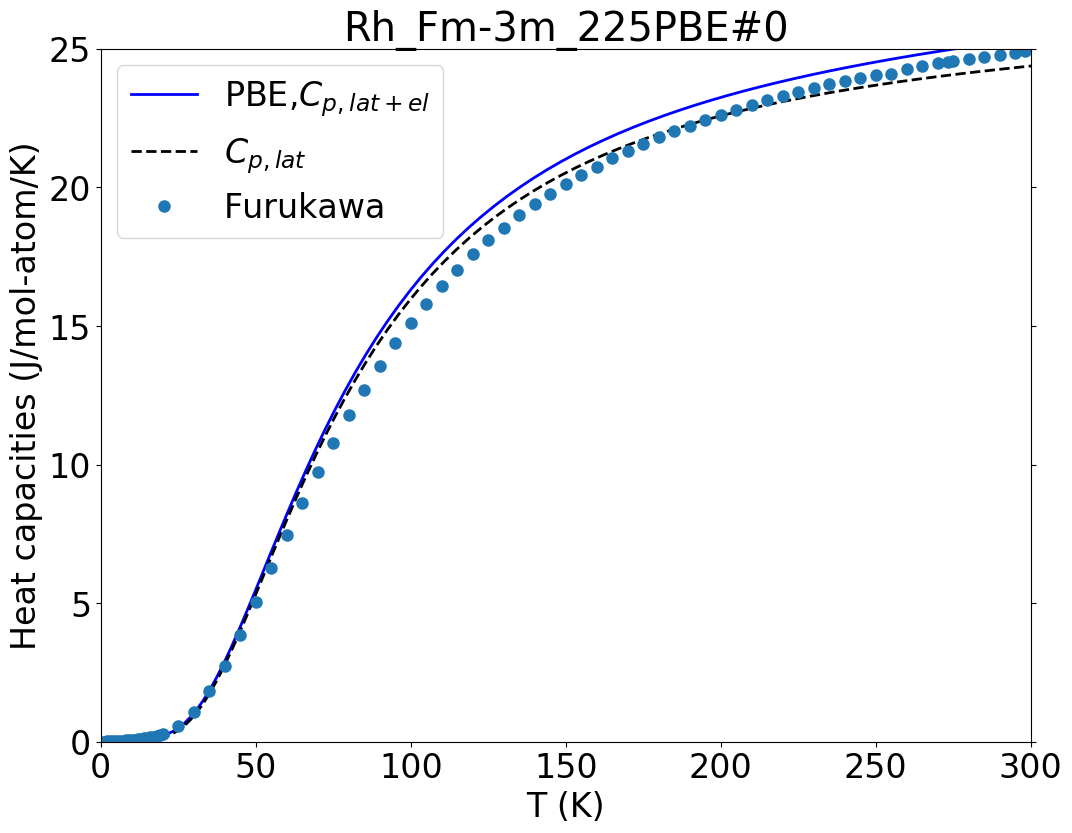 Rh_Fm-3m_225PBE#0
PBE,C_{p, lat+el}
C_{p, lat}
Furukawa
Heat capacities (J/mol-atom/K)
25
20
15
10
5
0
0 50 100 150 200 250 300
T (K)